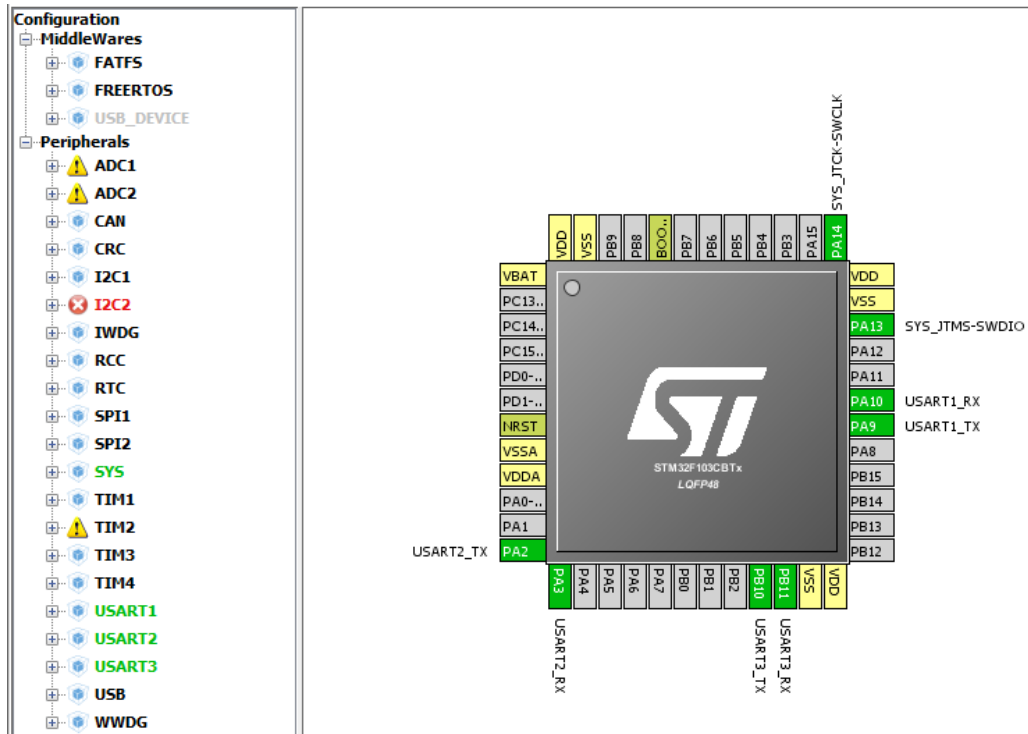 Configuration
MiddleWares
FATFS
FREERTOS
USB_DEVICE
Peripherals
ADC1
ADC2
CAN
CRC
I2C1
I2C2
IWDG
RCC
RTC
SPI1
SPI2
SYS
TIM1
TIM2
TIM3
TIM4
USART1
USART2
USART3
USB
WWDG
SYS_JTCK-SWCLK
VDD
VSS
PB9
PB8
BOO..
PB7
PB6
PB5
PB4
PB3
PA15
PA14
VBAT
PC13..
PC14..
PC15..
PD0-..
PD1-..
NRST
VSSA
VDDA
PA0-..
PA1
USART2_TX PA2
VDD
VSS
PA13 SYS_JTMS-SWDIO
PA12
PA11
PA10 USART1_RX
PA9 USART1_TX
PA8
PB15
PB14
PB13
PB12
ST
STM32F103CBTx
LQFP48
PA3
PA4
PA5
PA6
PA7
PB0
PB1
PB2
PB10
PB11
VSS
VDD
USART2_RX
USART3_TX
USART3_RX